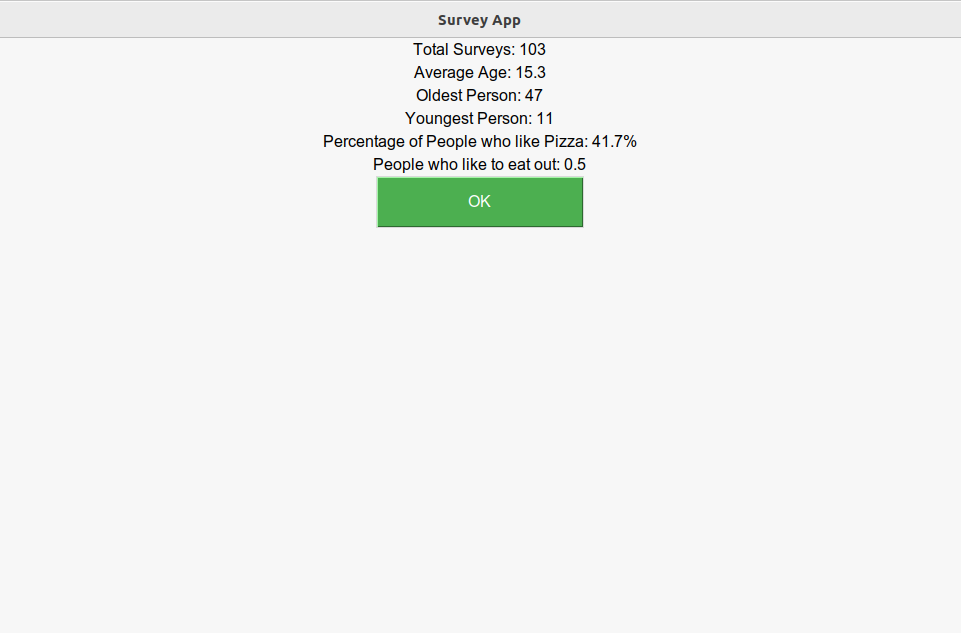 Survey App
Total Surveys: 103
Average Age: 15.3
Oldest Person: 47
Youngest Person: 11
Percentage of People who like Pizza: 41.7%
People who like to eat out: 0.5
OK